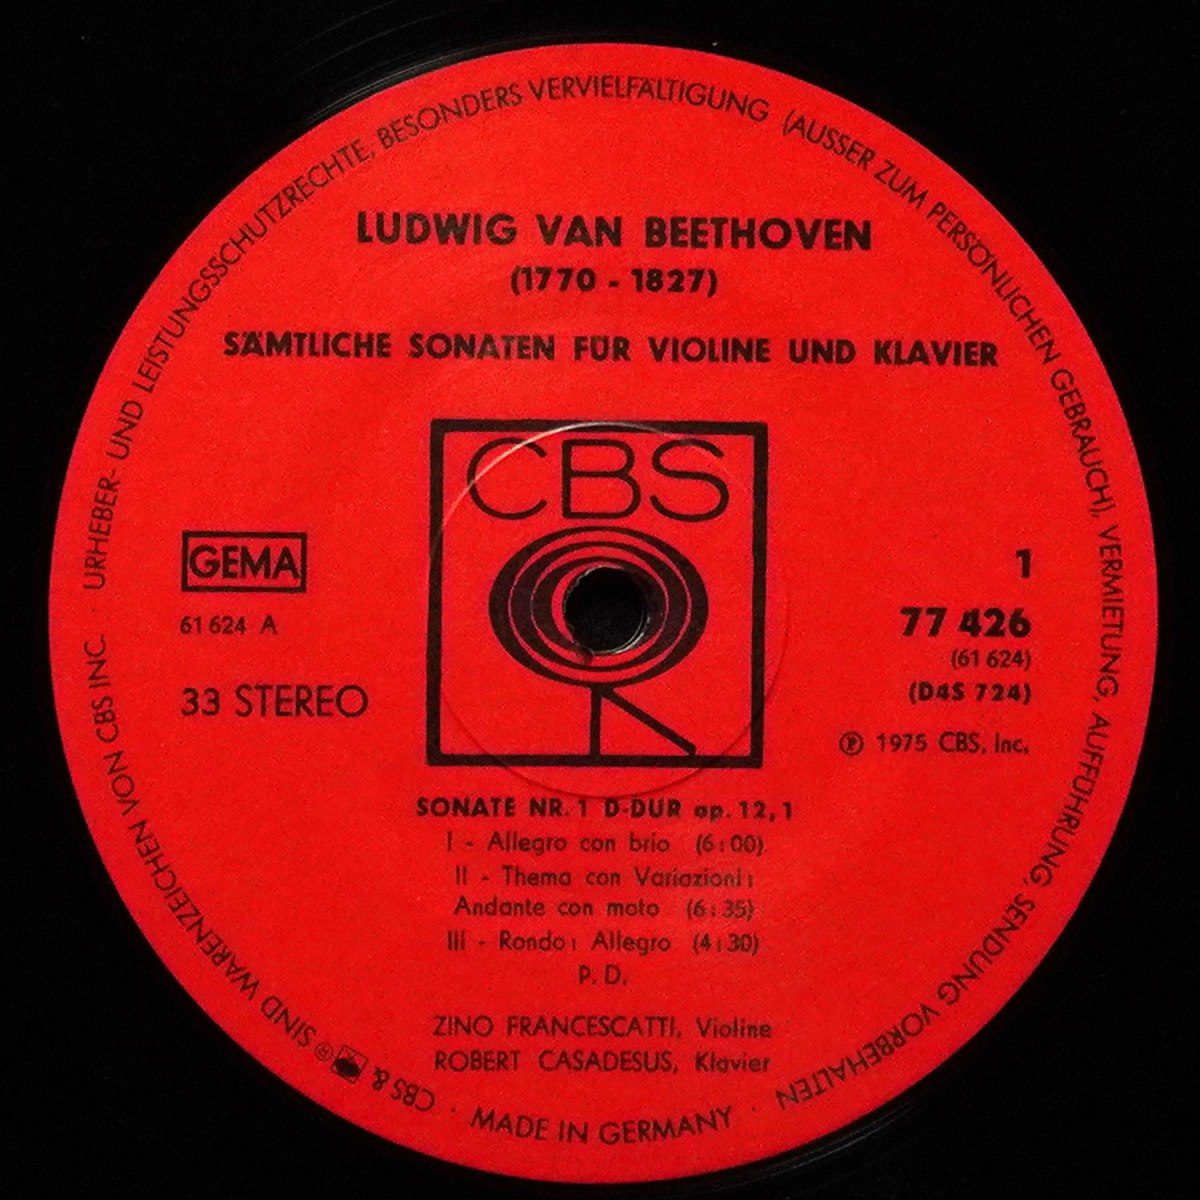 URHEBER- UND LEISTUNGSSCHUTZRECHTE, BESONDERS VERVIELFÄLTIGUNG (AUSSER ZUM PERSÖNLICHEN GEBRAUCH), VERMIETUNG, AUFFÜHRUNG, SENDUNG VORBEHALTEN
LUDWIG VAN BEETHOVEN
(1770 - 1827)
SÄMTLICHE SONATEN FÜR VIOLINE UND KLAVIER
CBS
GEMA
61 624 A
33 STEREO
1
77 426
(61 624)
(D4S 724)
℗ 1975 CBS, Inc.
SONATE NR. 1 D-DUR op. 12, 1
I - Allegro con brio (6:00)
II - Thema con Variazioni:
Andante con moto (6:35)
III - Rondo: Allegro (4:30)
P. D.
ZINO FRANCESCATTI, Violine
ROBERT CASADESUS, Klavier
CBS & ® SIND WARENZEICHEN VON CBS INC.
MADE IN GERMANY